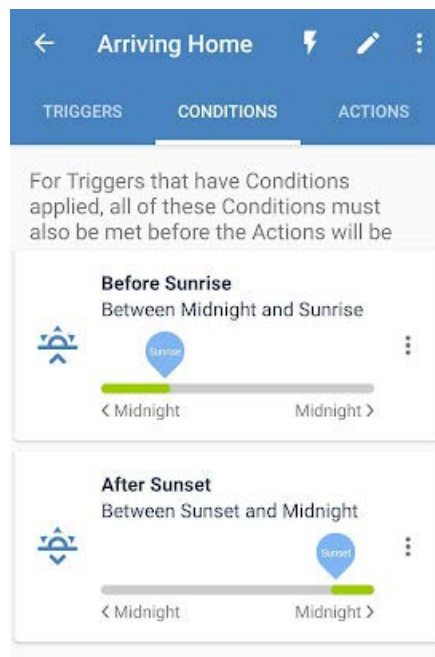 Arriving Home
TRIGGERS CONDITIONS ACTIONS
For Triggers that have Conditions
applied, all of these Conditions must
also be met before the Actions will be
Before Sunrise
Between Midnight and Sunrise
Sunrise
< Midnight Midnight >
After Sunset
Between Sunset and Midnight
Sunset
< Midnight Midnight >